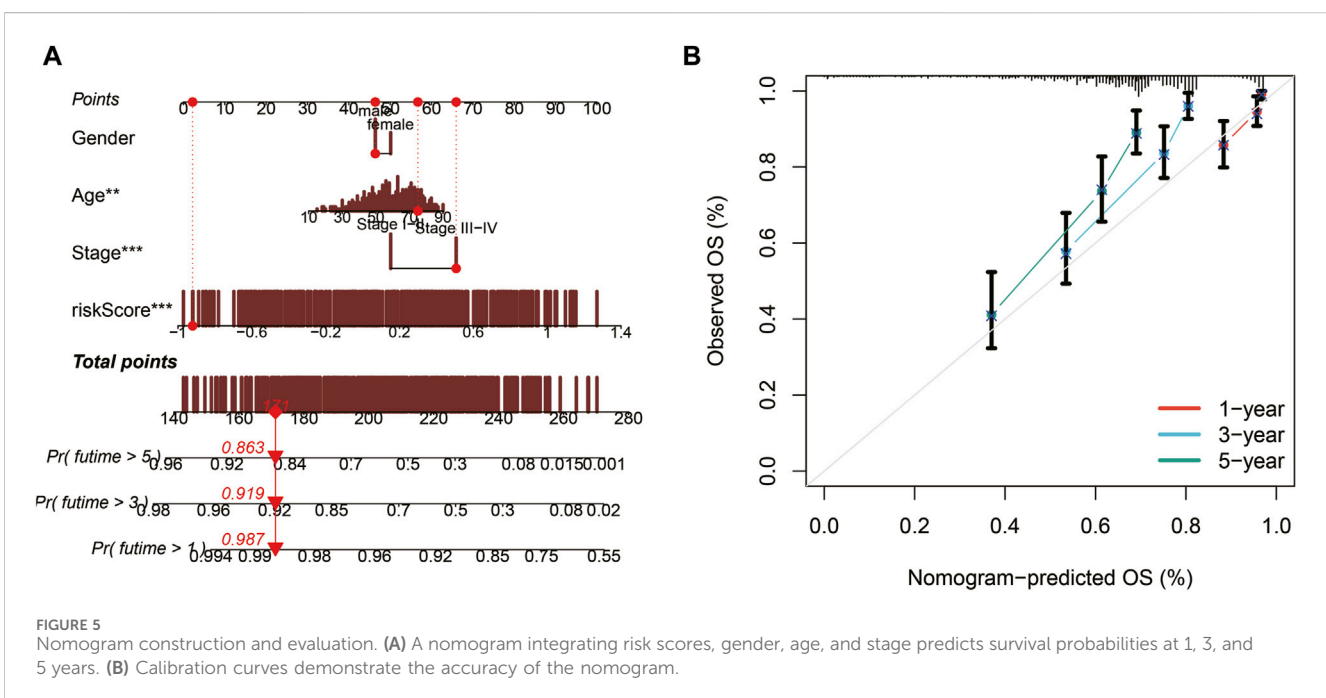 A
Points
0 10 20 30 40 50 60 70 80 90 100
male
female
Gender
Age**
10 30 50 70 90
Stage I-II
Stage III-IV
Stage***
riskScore***
-1 -0.6 -0.2 0.2 0.6 1 1.4
Total points
171
140 160 180 200 220 240 260 280
0.863
Pr( futime > 5 )
0.96 0.92 0.84 0.7 0.5 0.3 0.08 0.015 0.001
0.919
Pr( futime > 3 )
0.98 0.96 0.92 0.85 0.7 0.5 0.3 0.08 0.02
0.987
Pr( futime > 1 )
0.994 0.99 0.98 0.96 0.92 0.85 0.75 0.55
B
Observed OS (%)
1.0
0.8
0.6
0.4
0.2
0.0
1-year
3-year
5-year
0.0 0.2 0.4 0.6 0.8 1.0
Nomogram-predicted OS (%)
FIGURE 5
Nomogram construction and evaluation. (A) A nomogram integrating risk scores, gender, age, and stage predicts survival probabilities at 1, 3, and
5 years. (B) Calibration curves demonstrate the accuracy of the nomogram.